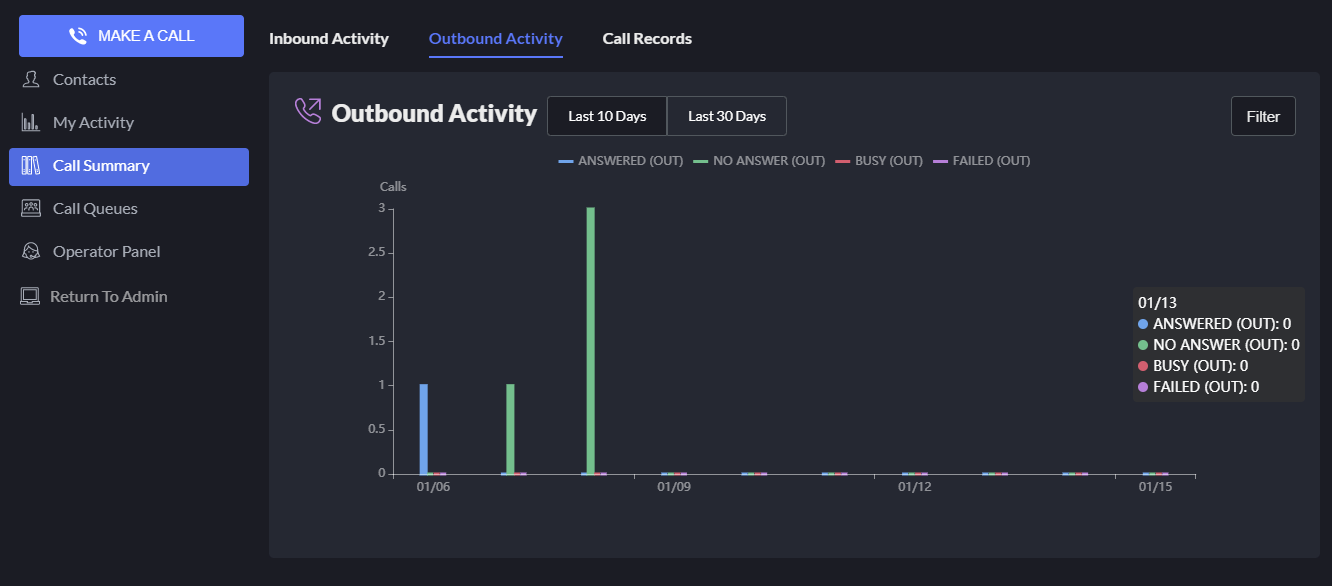 MAKE A CALL
Contacts
My Activity
Call Summary
Call Queues
Operator Panel
Return To Admin
Inbound Activity
Outbound Activity
Call Records
Outbound Activity
Last 10 Days
Last 30 Days
Filter
ANSWERED (OUT)
NO ANSWER (OUT)
BUSY (OUT)
FAILED (OUT)
Calls
3
2.5
2
1.5
1
0.5
0
01/06
01/09
01/12
01/15
01/13
ANSWERED (OUT): 0
NO ANSWER (OUT): 0
BUSY (OUT): 0
FAILED (OUT): 0